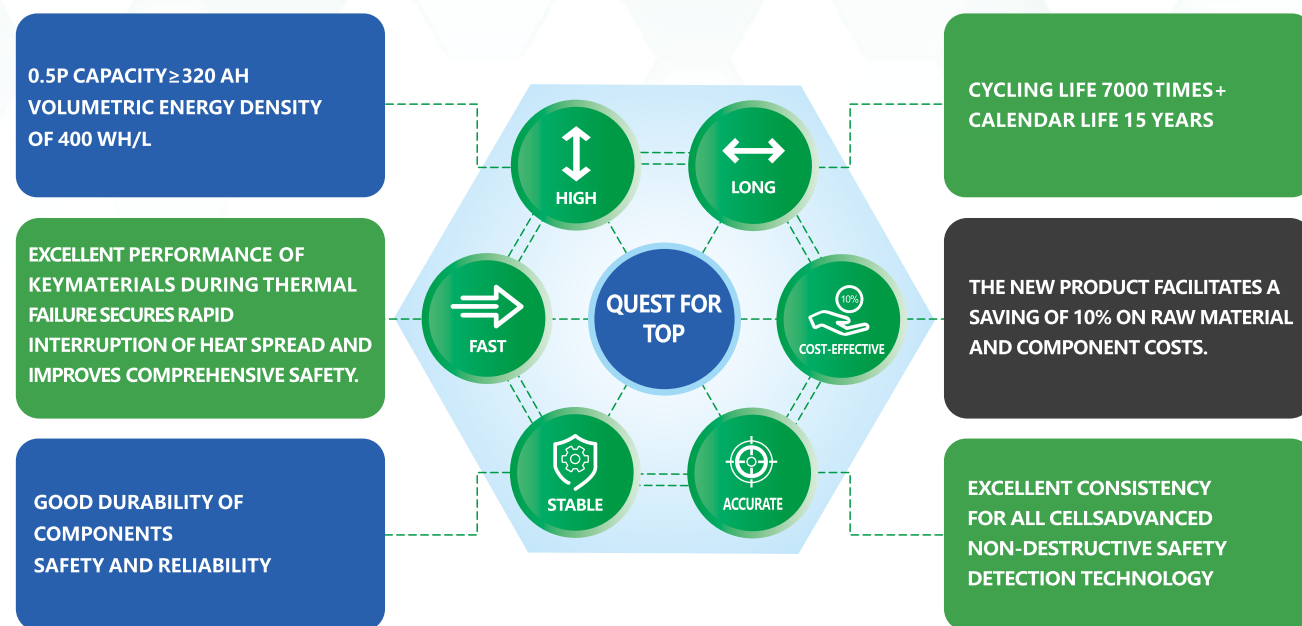 0.5P CAPACITY≥320 AH
VOLUMETRIC ENERGY DENSITY
OF 400 WH/L
EXCELLENT PERFORMANCE OF
KEYMATERIALS DURING THERMAL
FAILURE SECURES RAPID
INTERRUPTION OF HEAT SPREAD AND
IMPROVES COMPREHENSIVE SAFETY.
GOOD DURABILITY OF
COMPONENTS
SAFETY AND RELIABILITY
HIGH
LONG
FAST
QUEST FOR
TOP
10%
COST-EFFECTIVE
STABLE
ACCURATE
CYCLING LIFE 7000 TIMES+
CALENDAR LIFE 15 YEARS
THE NEW PRODUCT FACILITATES A
SAVING OF 10% ON RAW MATERIAL
AND COMPONENT COSTS.
EXCELLENT CONSISTENCY
FOR ALL CELLSADVANCED
NON-DESTRUCTIVE SAFETY
DETECTION TECHNOLOGY